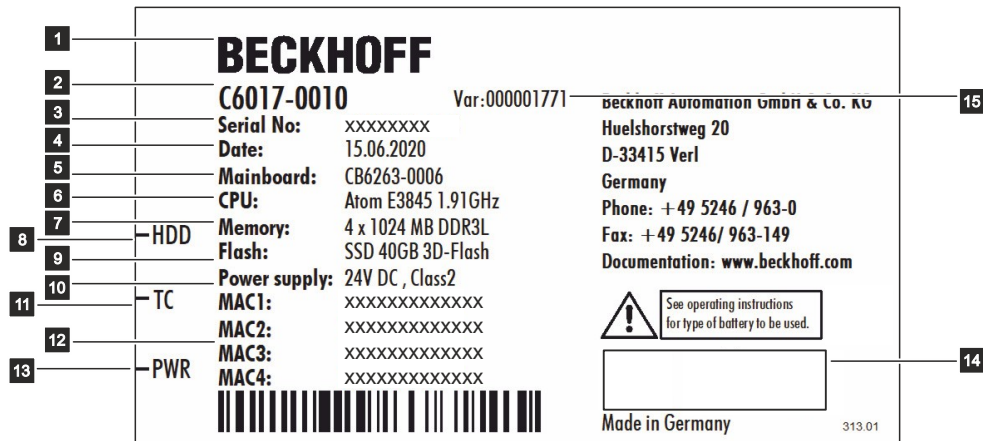 1
BECKHOFF
2
C6017-0010 Var:000001771
15
3
Serial No: XXXXXXXX
4
Date: 15.06.2020
5
Mainboard: CB6263-0006
6
CPU: Atom E3845 1.91GHz
7
Memory: 4 x 1024 MB DDR3L
8
HDD
9
Flash: SSD 40GB 3D-Flash
10
Power supply: 24V DC , Class2
11
TC
MAC1: XXXXXXXXXXXXX
MAC2: XXXXXXXXXXXXX
12
MAC3: XXXXXXXXXXXXX
13
PWR
MAC4: XXXXXXXXXXXXX
Beckhoff Automation GmbH & Co. KG
Huelshorstweg 20
D-33415 Verl
Germany
Phone: +49 5246 / 963-0
Fax: +49 5246/ 963-149
Documentation: www.beckhoff.com
See operating instructions
for type of battery to be used.
14
Made in Germany
313.01